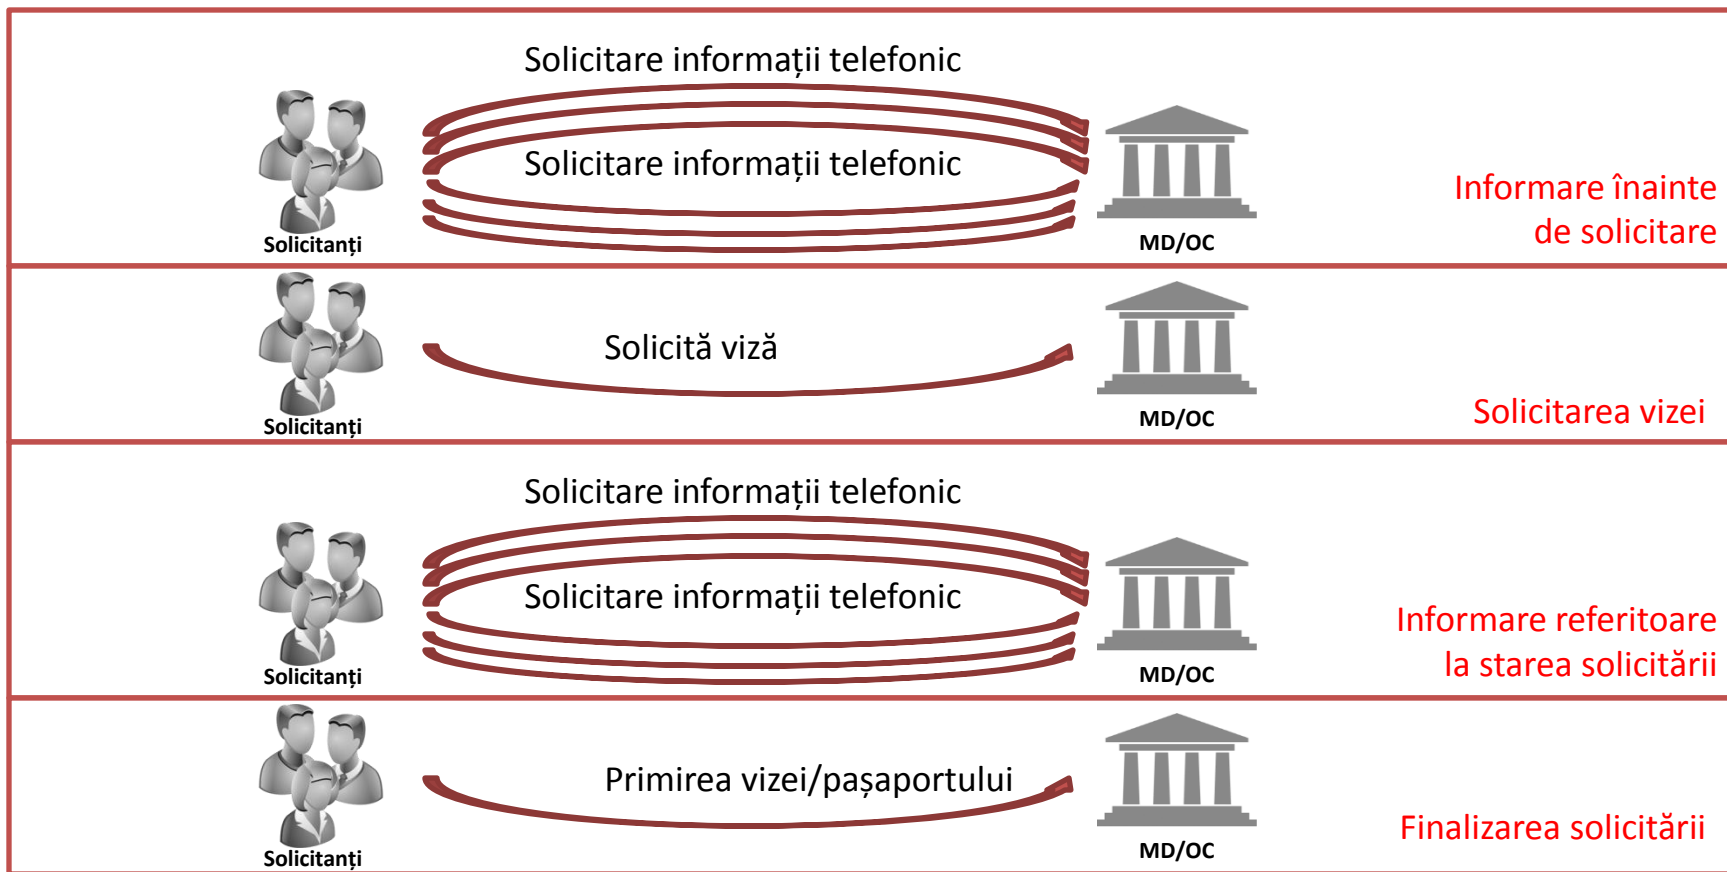 Solicitare informații telefonic
Solicitare informații telefonic
Solicitanți
MD/OC
Informare înainte
de solicitare
Solicită viză
Solicitanți
MD/OC
Solicitarea vizei
Solicitare informații telefonic
Solicitare informații telefonic
Solicitanți
MD/OC
Informare referitoare
la starea solicitării
Primirea vizei/pașaportului
Solicitanți
MD/OC
Finalizarea solicitării